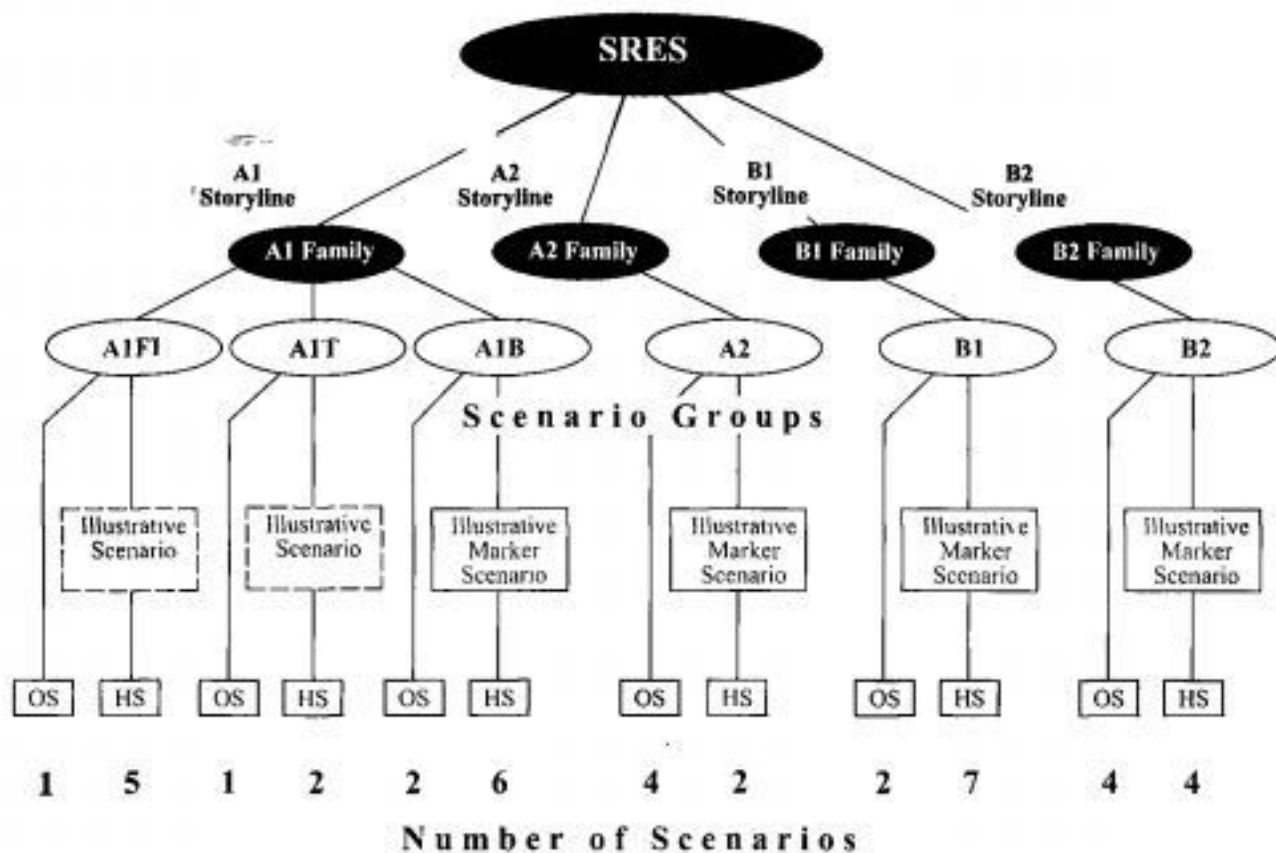 SRES
A1 Storyline
A2 Storyline
B1 Storyline
B2 Storyline
A1 Family
A2 Family
B1 Family
B2 Family
A1FI
A1T
A1B
A2
B1
B2
Scenario Groups
Illustrative Scenario
Illustrative Scenario
Illustrative Marker Scenario
Illustrative Marker Scenario
Illustrative Marker Scenario
Illustrative Marker Scenario
OS HS OS HS OS HS OS HS OS HS OS HS
1 5 1 2 2 6 4 2 2 7 4 4
Number of Scenarios